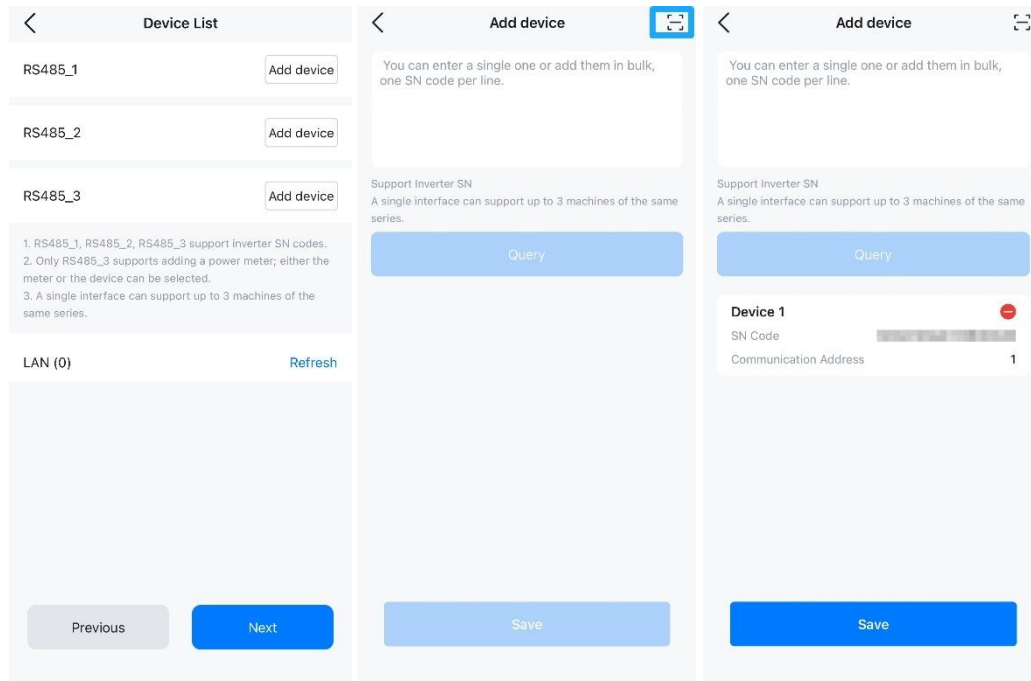 Device List
RS485_1
Add device
RS485_2
Add device
RS485_3
Add device
1. RS485_1, RS485_2, RS485_3 support inverter SN codes.
2. Only RS485_3 supports adding a power meter; either the
meter or the device can be selected.
3. A single interface can support up to 3 machines of the
same series.
LAN (0)
Refresh
Previous
Next
Add device
You can enter a single one or add them in bulk,
one SN code per line.
Support Inverter SN
A single interface can support up to 3 machines of the same
series.
Query
Save
Add device
You can enter a single one or add them in bulk,
one SN code per line.
Support Inverter SN
A single interface can support up to 3 machines of the same
series.
Query
Device 1
SN Code
Communication Address
1
Save